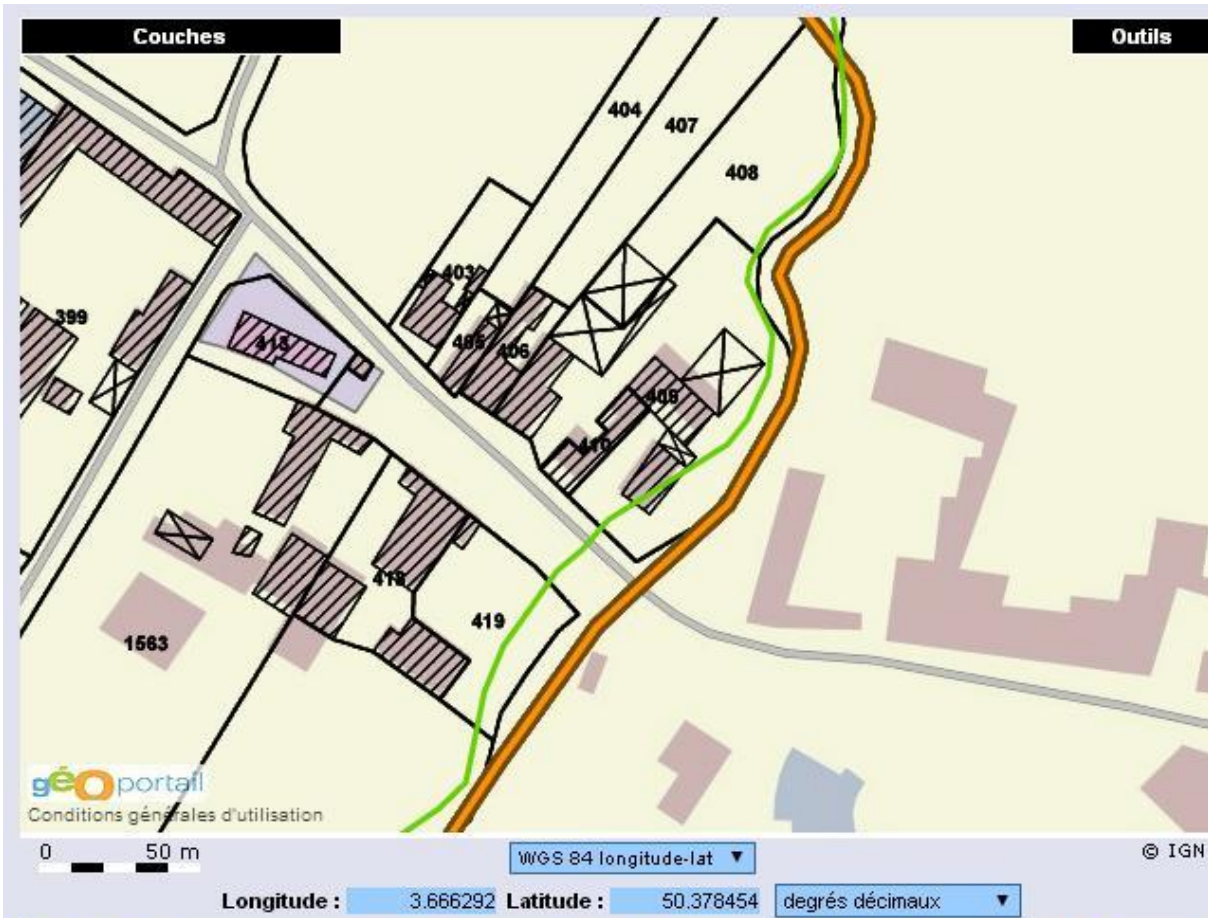 Couches
Outils
404
407
408
403
399
413
405
406
409
410
418
419
1563
géoportail
Conditions générales d'utilisation
0 50 m
WGS 84 longitude-lat
© IGN
Longitude : 3.666292 Latitude : 50.378454 degrés décimaux